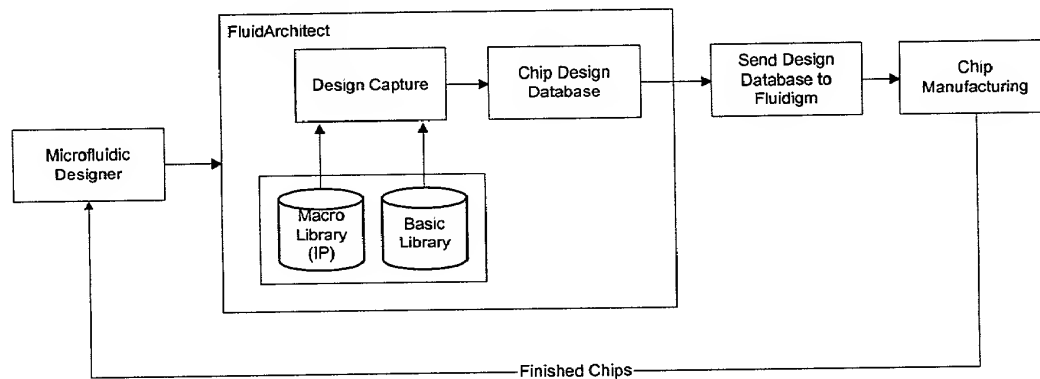 FluidArchitect
Design Capture
Chip Design
Database
Send Design
Database to
Fluidigm
Chip
Manufacturing
Microfluidic
Designer
Macro
Library
(IP)
Basic
Library
Finished Chips